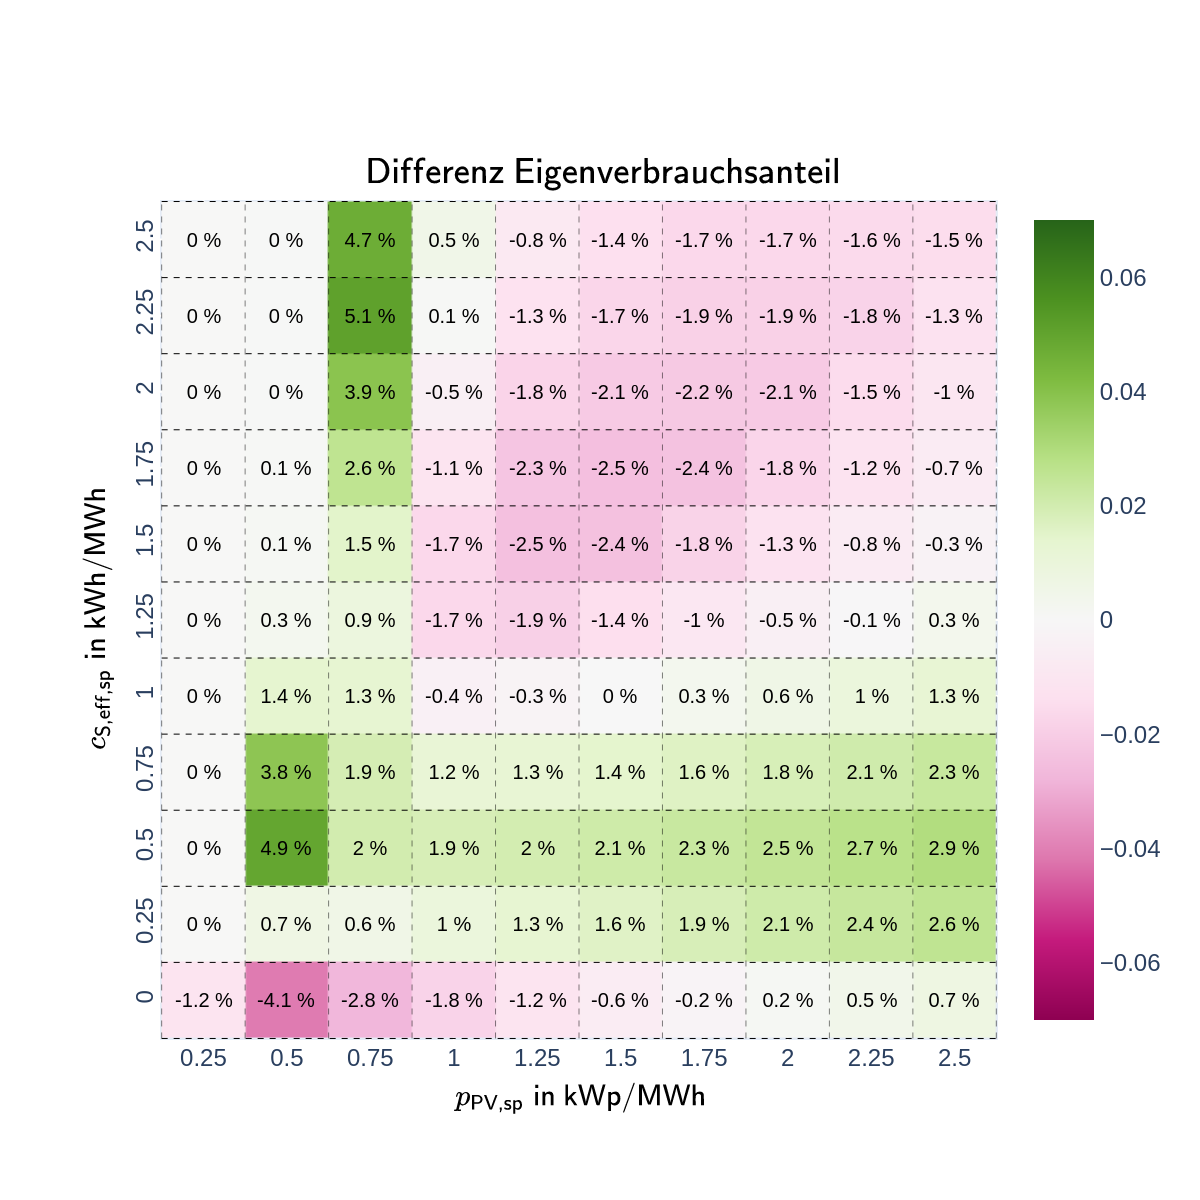 Differenz Eigenverbrauchsanteil
2.5 0 % 0 % 4.7 % 0.5 % -0.8 % -1.4 % -1.7 % -1.7 % -1.6 % -1.5 %
2.25 0 % 0 % 5.1 % 0.1 % -1.3 % -1.7 % -1.9 % -1.9 % -1.8 % -1.3 %
2 0 % 0 % 3.9 % -0.5 % -1.8 % -2.1 % -2.2 % -2.1 % -1.5 % -1 %
1.75 0 % 0.1 % 2.6 % -1.1 % -2.3 % -2.5 % -2.4 % -1.8 % -1.2 % -0.7 %
1.5 0 % 0.1 % 1.5 % -1.7 % -2.5 % -2.4 % -1.8 % -1.3 % -0.8 % -0.3 %
1.25 0 % 0.3 % 0.9 % -1.7 % -1.9 % -1.4 % -1 % -0.5 % -0.1 % 0.3 %
1 0 % 1.4 % 1.3 % -0.4 % -0.3 % 0 % 0.3 % 0.6 % 1 % 1.3 %
0.75 0 % 3.8 % 1.9 % 1.2 % 1.3 % 1.4 % 1.6 % 1.8 % 2.1 % 2.3 %
0.5 0 % 4.9 % 2 % 1.9 % 2 % 2.1 % 2.3 % 2.5 % 2.7 % 2.9 %
0.25 0 % 0.7 % 0.6 % 1 % 1.3 % 1.6 % 1.9 % 2.1 % 2.4 % 2.6 %
0 -1.2 % -4.1 % -2.8 % -1.8 % -1.2 % -0.6 % -0.2 % 0.2 % 0.5 % 0.7 %
0.25 0.5 0.75 1 1.25 1.5 1.75 2 2.25 2.5
p PV,sp in kWp/MWh
c S,eff,sp in kWh/MWh
0.06
0.04
0.02
0
−0.02
−0.04
−0.06